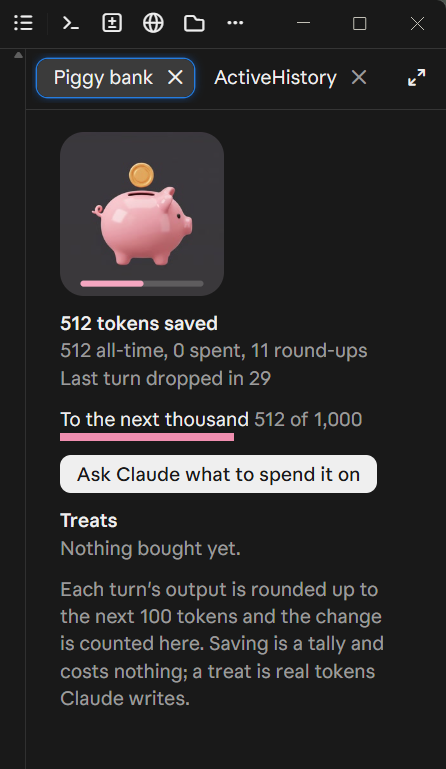 Piggy bank
ActiveHistory
512 tokens saved
512 all-time, 0 spent, 11 round-ups
Last turn dropped in 29
To the next thousand 512 of 1,000
Ask Claude what to spend it on
Treats
Nothing bought yet.
Each turn's output is rounded up to
the next 100 tokens and the change
is counted here. Saving is a tally and
costs nothing; a treat is real tokens
Claude writes.